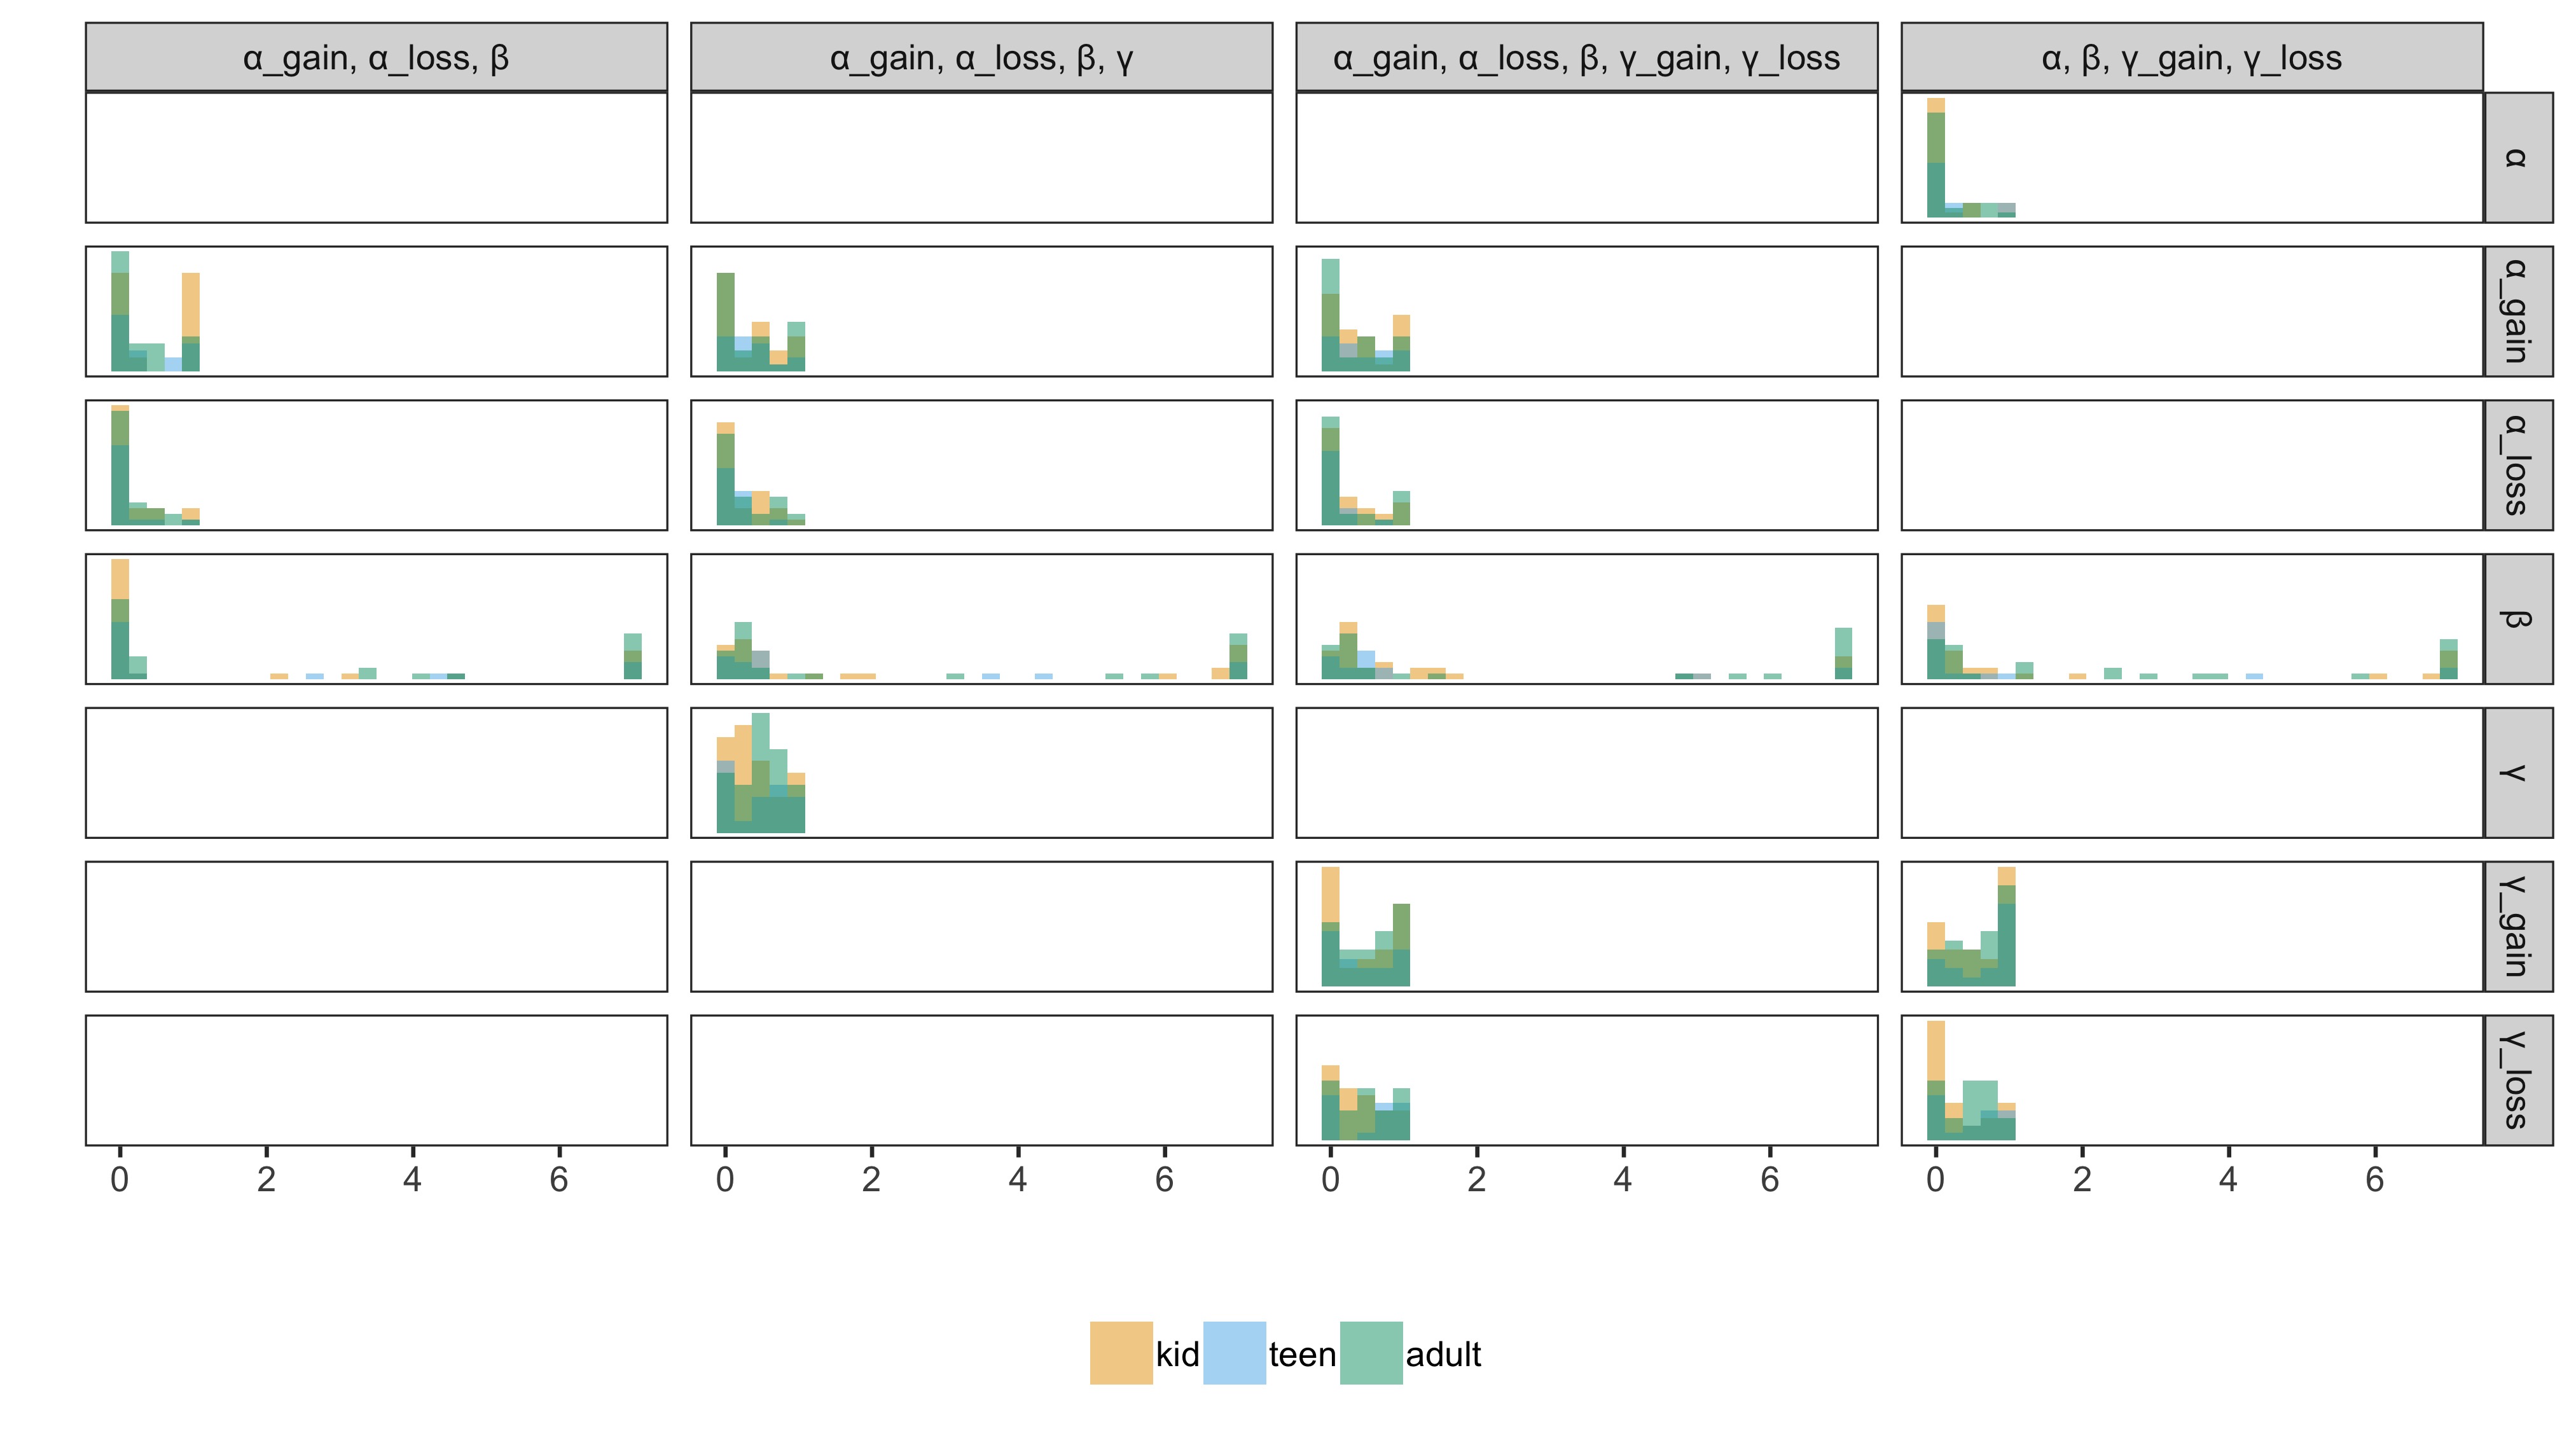 α_gain, α_loss, β
α_gain, α_loss, β, γ
α_gain, α_loss, β, γ_gain, γ_loss
α, β, γ_gain, γ_loss
α
α_gain
α_loss
β
γ
γ_gain
γ_loss
0 2 4 6
0 2 4 6
0 2 4 6
0 2 4 6
kid teen adult